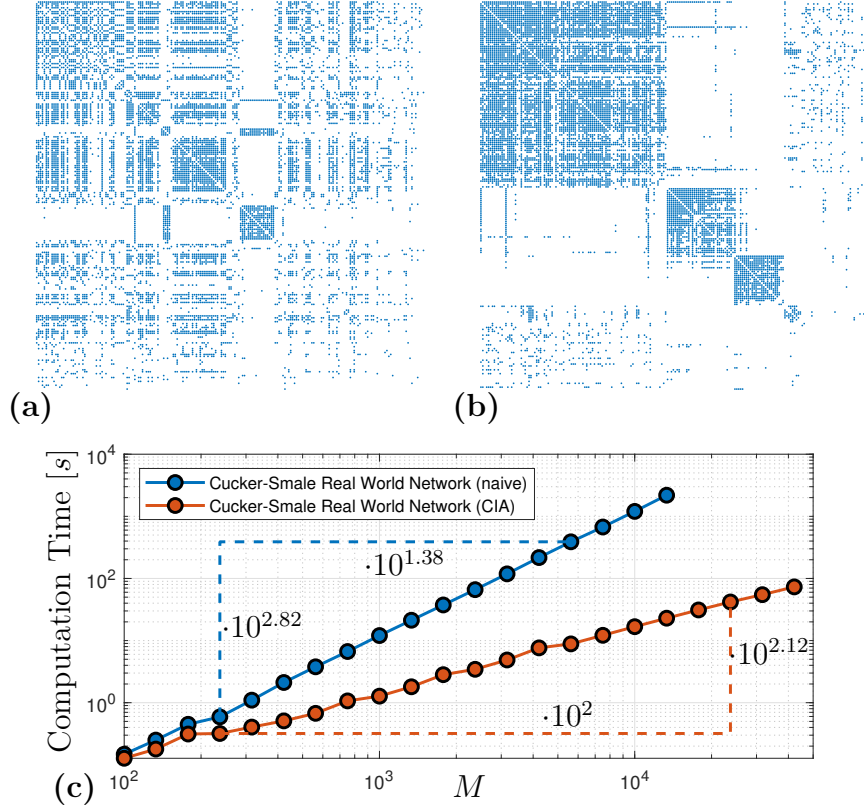 (a)
(b)
Computation Time [s]
10^4
10^2
10^0
Cucker-Smale Real World Network (naive)
Cucker-Smale Real World Network (CIA)
·10^1.38
·10^2.82
·10^2.12
·10^2
(c)
10^2
10^3
M
10^4